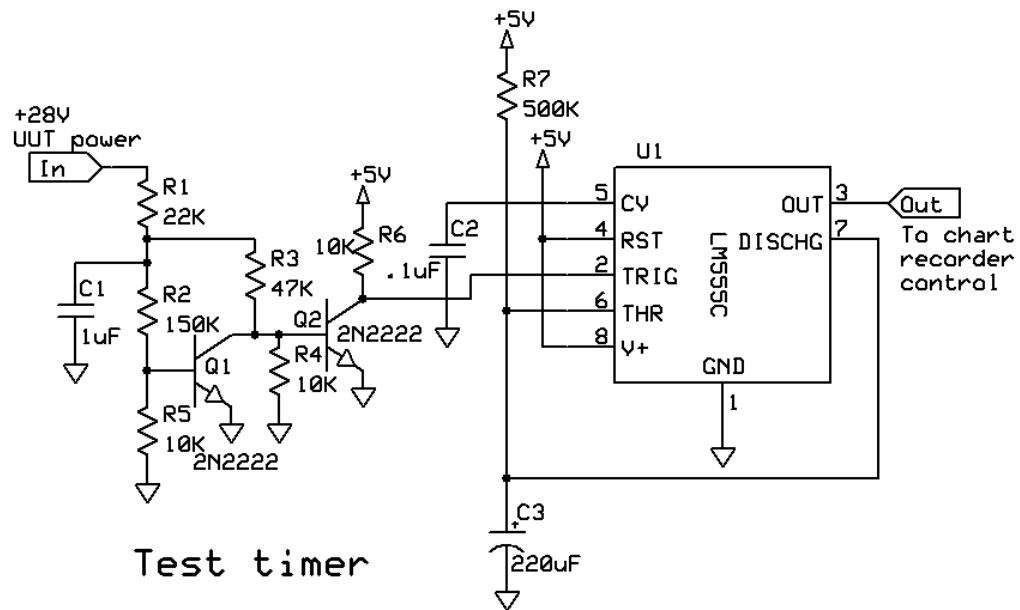 +5V
R7
500K
+28V
UUT power
In
R1
22K
+5V
R6
10K
C2
.1uF
+5V
U1
LM555C
5
CV
4
RST
2
TRIG
6
THR
8
V+
OUT
3
DISCHG
7
GND
1
Out
To chart
recorder
control
R3
47K
C1
1uF
R2
150K
Q1
2N2222
Q2
2N2222
R4
10K
R5
10K
C3
+
220uF
Test timer